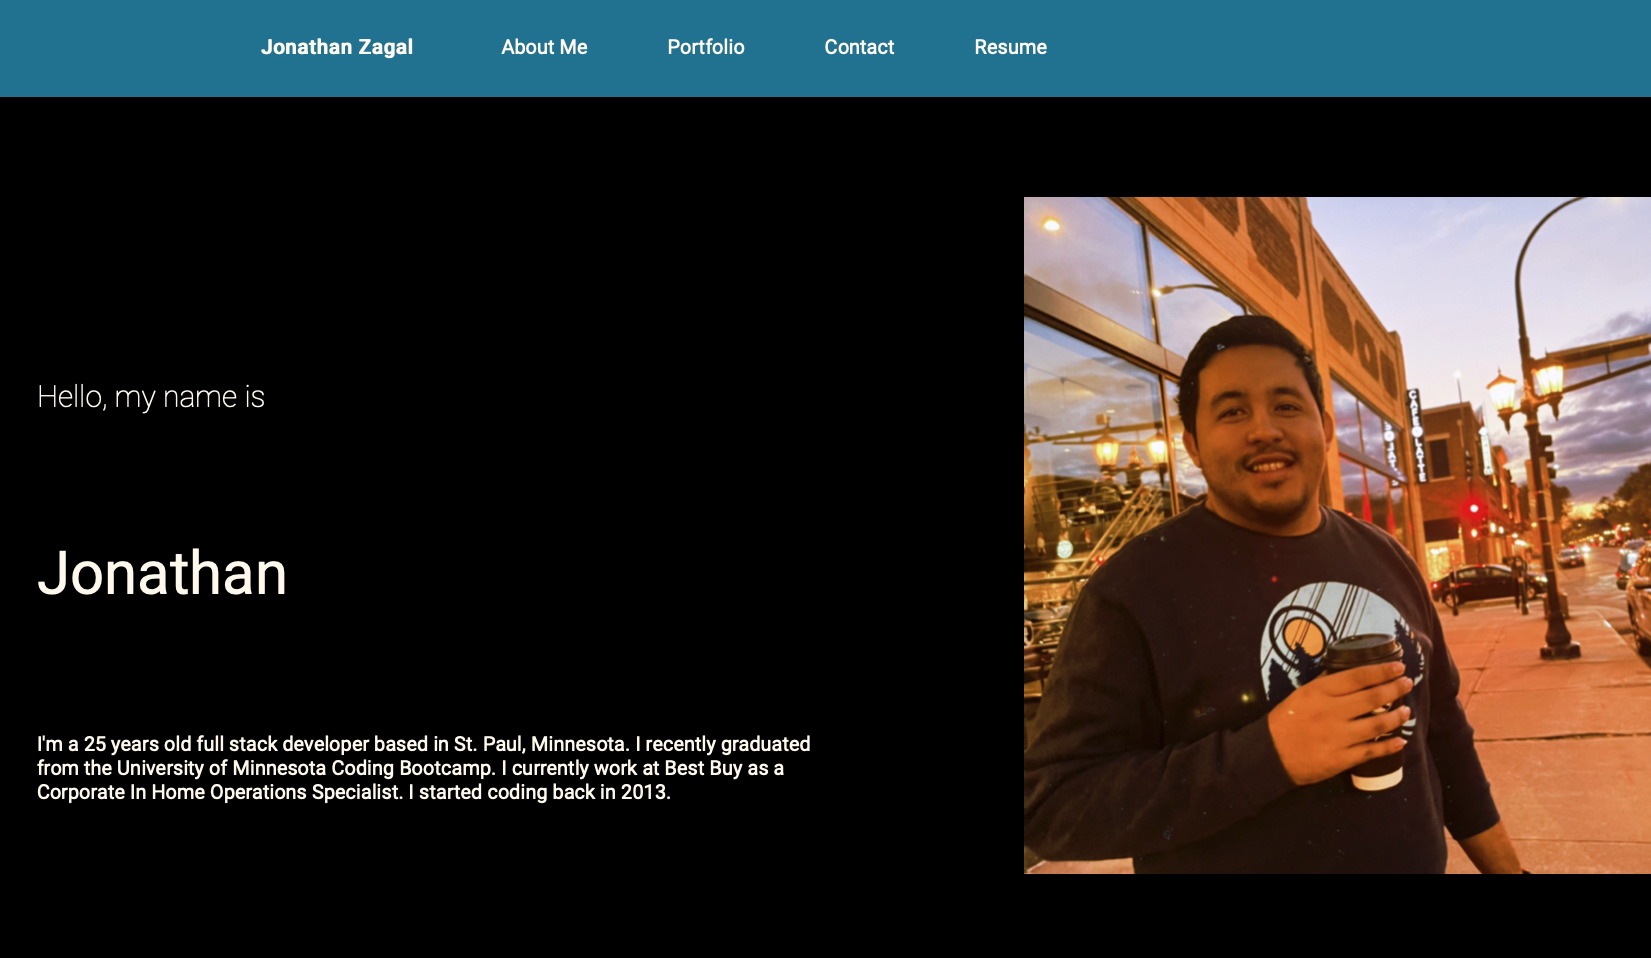 Jonathan Zagal About Me Portfolio Contact Resume
Hello, my name is
Jonathan
I'm a 25 years old full stack developer based in St. Paul, Minnesota. I recently graduated
from the University of Minnesota Coding Bootcamp. I currently work at Best Buy as a
Corporate In Home Operations Specialist. I started coding back in 2013.
CAFE LATTE